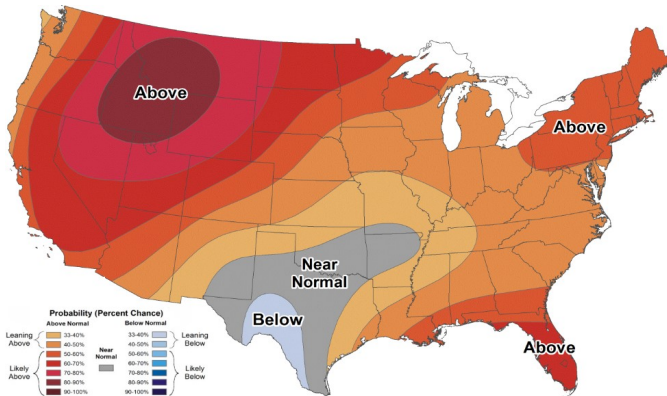 Above
Above
Near
Normal
Below
Above
Probability (Percent Chance)
Above Normal Below Normal
Leaning
Above
33-40%
40-50%
Likely
Above
50-60%
60-70%
70-80%
80-90%
90-100%
Near
Normal
33-40%
40-50%
Leaning
Below
50-60%
60-70%
70-80%
80-90%
90-100%
Likely
Below